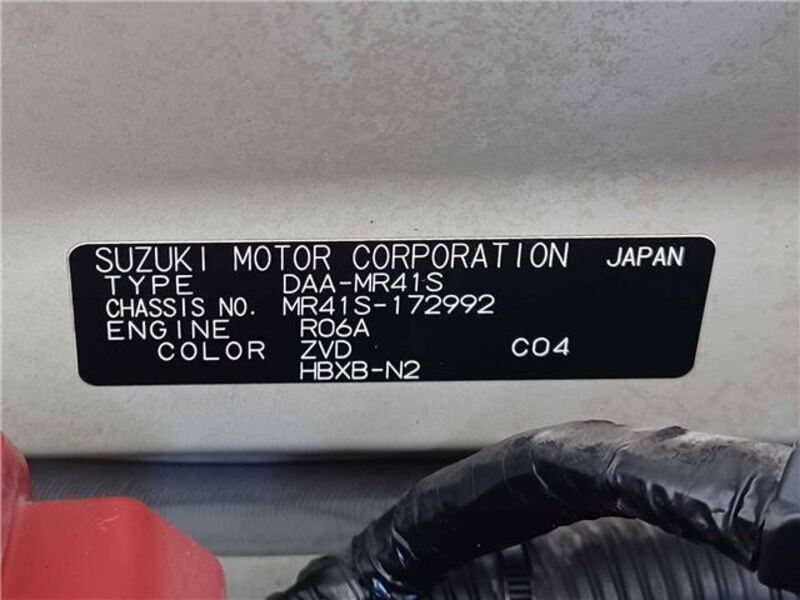 SUZUKI MOTOR CORPORATION JAPAN
TYPE DAA-MR41S
CHASSIS NO. MR41S-172992
ENGINE R06A
COLOR ZVD C04
HBXB-N2